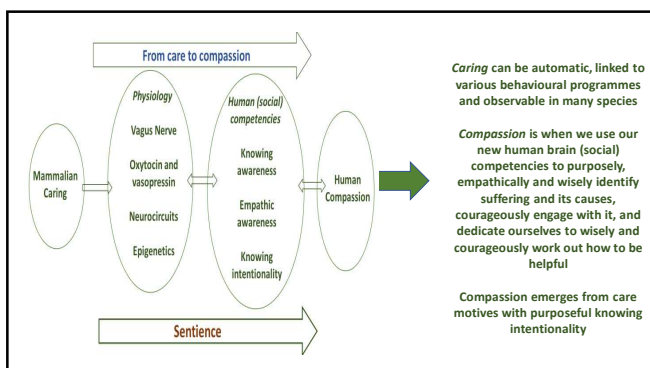 From care to compassion
Mammalian
Caring
Physiology
Vagus Nerve
Oxytocin and
vasopressin
Neurocircuits
Epigenetics
Human (social)
competencies
Knowing
awareness
Empathic
awareness
Knowing
intentionality
Human
Compassion
Sentience
Caring can be automatic, linked to
various behavioural programmes
and observable in many species
Compassion is when we use our
new human brain (social)
competencies to purposely,
empathically and wisely identify
suffering and its causes,
courageously engage with it, and
dedicate ourselves to wisely and
courageously work out how to be
helpful
Compassion emerges from care
motives with purposeful knowing
intentionality